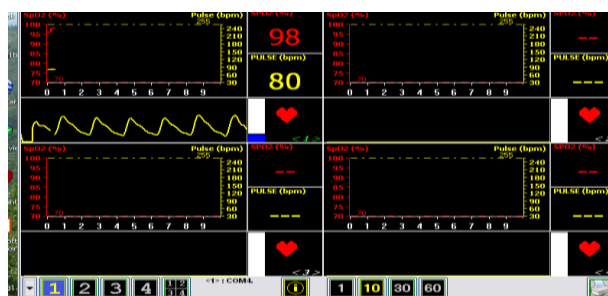 SpO2 (%) Pulse (bpm) SPO2 (%) SpO2 (%) Pulse (bpm) SPO2 (%)
255 255
100 240 98 100 240 --
95 210 95 210
90 180 90 180
85 150 PULSE (bpm) 85 150 PULSE (bpm)
80 120 80 120
75 90 80 75 90 ---
70 60 70 60
70 30 70 30
0 1 2 3 4 5 6 7 8 9 0 1 2 3 4 5 6 7 8 9
<1>
SpO2 (%) Pulse (bpm) SPO2 (%) SpO2 (%) Pulse (bpm) SPO2 (%)
255 255
100 240 -- 100 240 --
95 210 95 210
90 180 90 180
85 150 PULSE (bpm) 85 150 PULSE (bpm)
80 120 80 120
75 90 --- 75 90 ---
70 60 70 60
70 30 70 30
0 1 2 3 4 5 6 7 8 9 0 1 2 3 4 5 6 7 8 9
<3>
1 2 3 4 1 2 3 4 <1> : COM4, 1 10 30 60